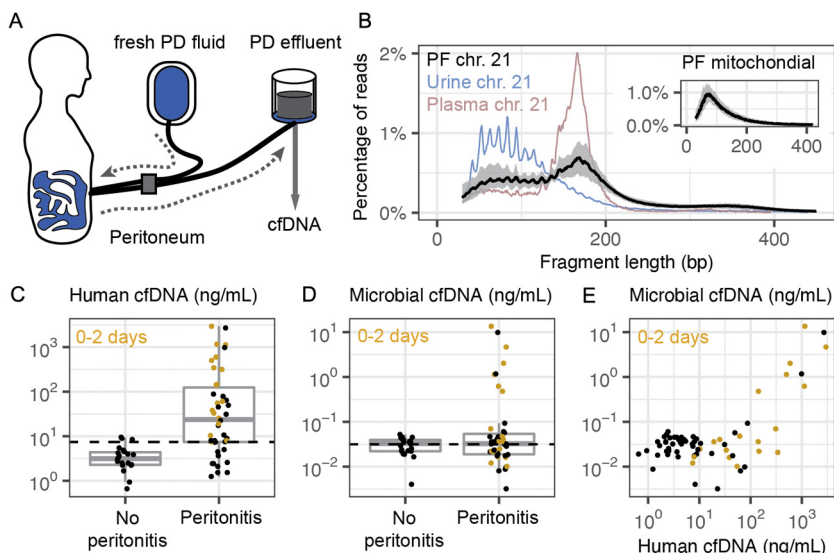 A
fresh PD fluid
PD effluent
Peritoneum
cfDNA
B
Percentage of reads
2%
1%
0%
PF chr. 21
Urine chr. 21
Plasma chr. 21
PF mitochondial
1.0%
0.0%
0 200 400
0 200 400
Fragment length (bp)
C
Human cfDNA (ng/mL)
0-2 days
10³
10²
10¹
10⁰
No peritonitis
Peritonitis
D
Microbial cfDNA (ng/mL)
0-2 days
10¹
10⁰
10⁻¹
10⁻²
No peritonitis
Peritonitis
E
Microbial cfDNA (ng/mL)
0-2 days
10¹
10⁰
10⁻¹
10⁻²
10⁰ 10¹ 10² 10³
Human cfDNA (ng/mL)